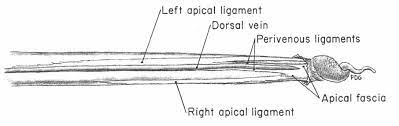 Left apical ligament
Dorsal vein
Perivenous ligaments
PDG
Apical fascia
Right apical ligament